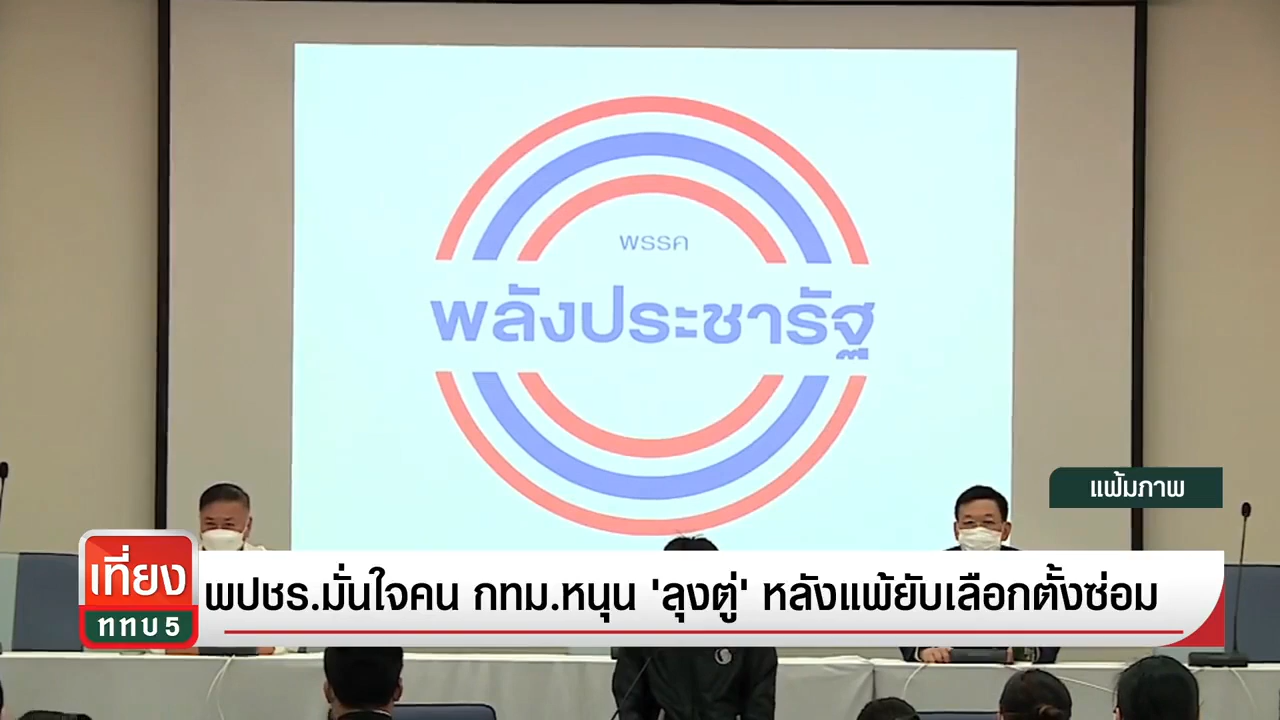 พรรค
พลังประชารัฐ
แฟ้มภาพ
เที่ยง
ททบ 5
พปชร.มั่นใจคน กทม.หนุน 'ลุงตู่' หลังแพ้ยับเลือกตั้งซ่อม